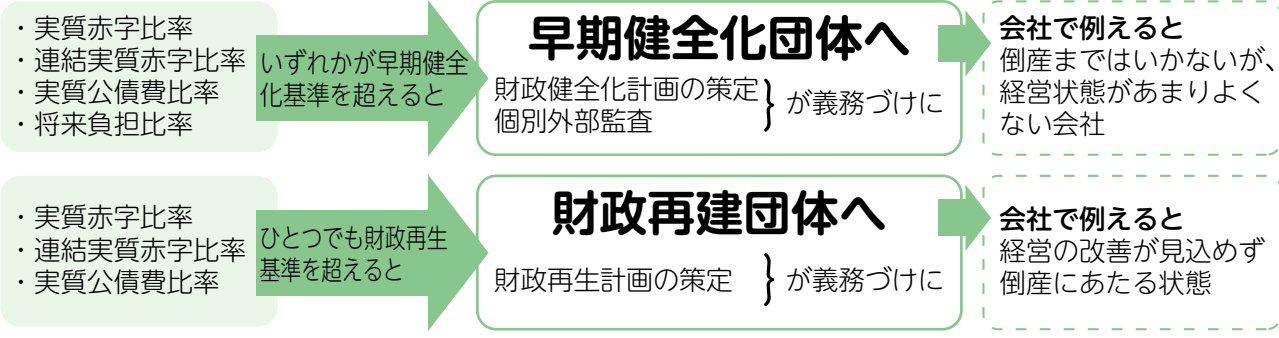 ・実質赤字比率
・連結実質赤字比率
・実質公債費比率
・将来負担比率
いずれかが早期健全
化基準を超えると
早期健全化団体へ
財政健全化計画の策定
個別外部監査
が義務づけに
会社で例えると
倒産まではいかないが、
経営状態があまりよく
ない会社
・実質赤字比率
・連結実質赤字比率
・実質公債費比率
ひとつでも財政再生
基準を超えると
財政再建団体へ
財政再生計画の策定
が義務づけに
会社で例えると
経営の改善が見込めず
倒産にあたる状態